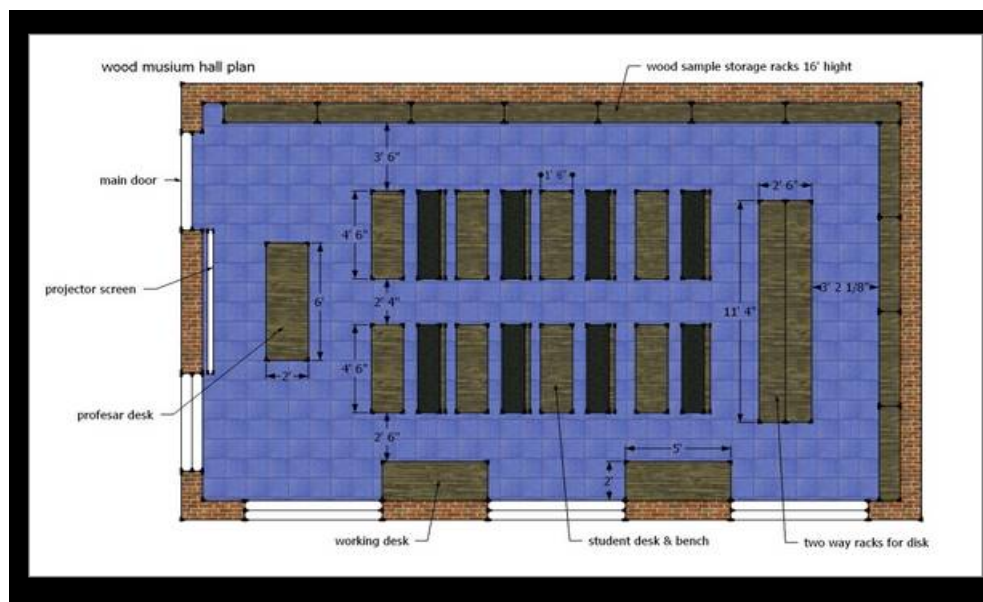 wood musium hall plan
wood sample storage racks 16' hight
3' 6"
main door
1' 6"
2' 6"
4' 6"
projector screen
2' 4"
6'
3' 2 1/8"
11' 4"
4' 6"
2'
profesar desk
2' 6"
5'
2'
working desk
student desk & bench
two way racks for disk